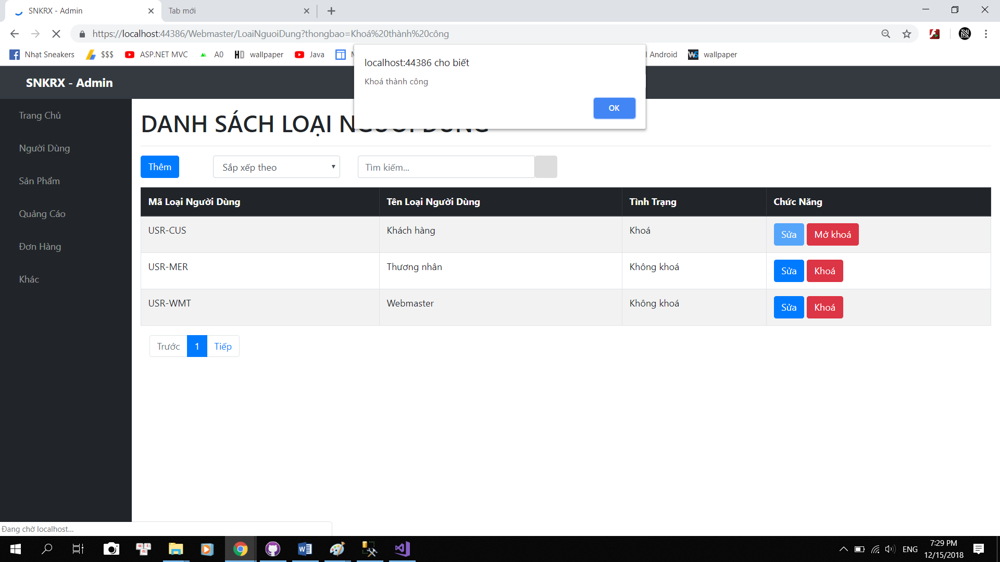 SNKRX - Admin
Tab mới
https://localhost:44386/Webmaster/LoaiNguoiDung?thongbao=Khoá%20thành%20công
Nhạt Sneakers
$$$
ASP.NET MVC
A0
HD wallpaper
Java
Android
wallpaper
localhost:44386 cho biết
Khoá thành công
OK
SNKRX - Admin
Trang Chủ
Người Dùng
Sản Phẩm
Quảng Cáo
Đơn Hàng
Khác
DANH SÁCH LOẠI
Thêm
Sắp xếp theo
Tìm kiếm...
Mã Loại Người Dùng Tên Loại Người Dùng Tình Trạng Chức Năng
USR-CUS Khách hàng Khoá Sửa Mở khoá
USR-MER Thương nhân Không khoá Sửa Khoá
USR-WMT Webmaster Không khoá Sửa Khoá
Trước 1 Tiếp
Đang chờ localhost...
ENG
7:29 PM
12/15/2018